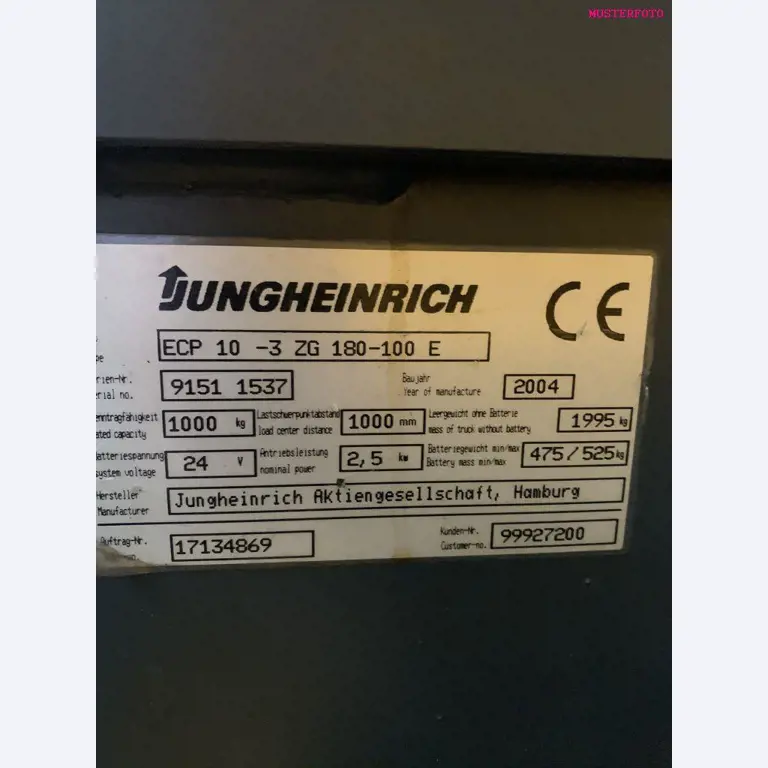 MUSTERFOTO
JUNGHEINRICH CE
ECP 10 -3 ZG 180-100 E
9151 1537 Baujahr Year of manufacture 2004
1000 kg Lastschwerpunktabstand load center distance 1000 mm Leergewicht ohne Batterie mass of truck without battery 1995 kg
24 V Antriebsleistung nominal power 2,5 kw Batteriegewicht min/max Battery mass min/max 475/525 kg
Hersteller Manufacturer Jungheinrich AKtiengesellschaft, Hamburg
17134869 Kunden-Nr. Customer-no. 99927200